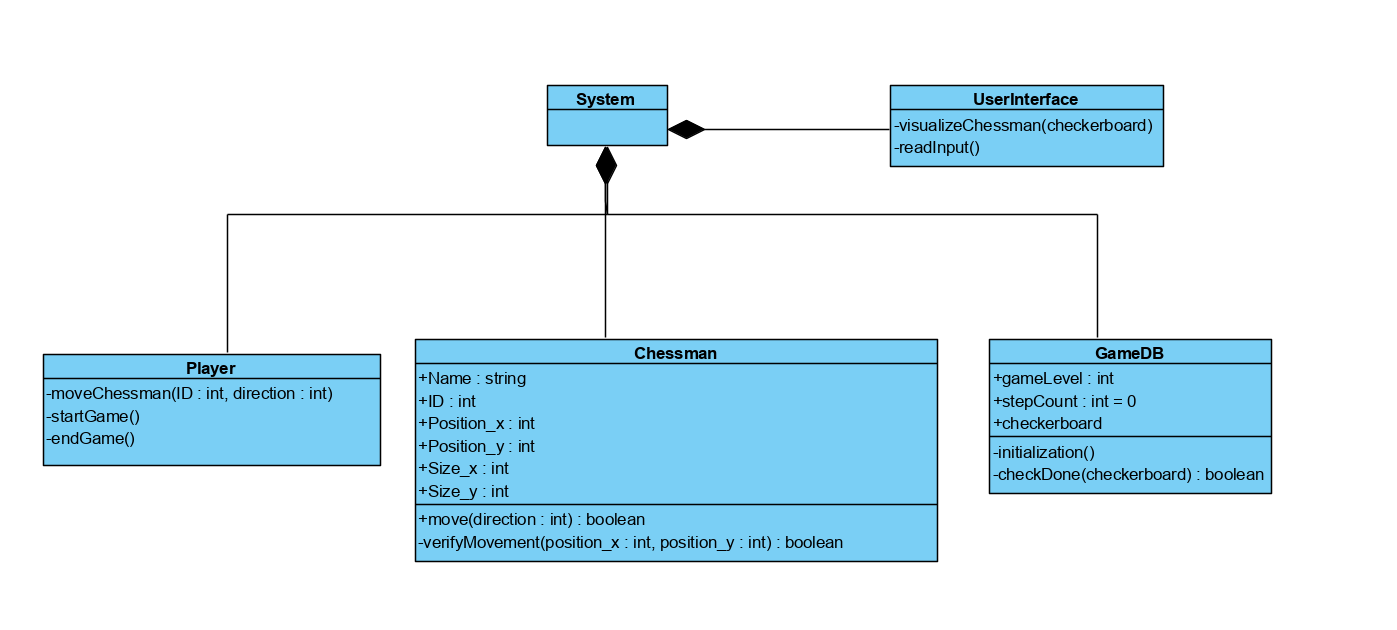 System
UserInterface
-visualizeChessman(checkerboard)
-readInput()
Player
-moveChessman(ID : int, direction : int)
-startGame()
-endGame()
Chessman
+Name : string
+ID : int
+Position_x : int
+Position_y : int
+Size_x : int
+Size_y : int
+move(direction : int) : boolean
-verifyMovement(position_x : int, position_y : int) : boolean
GameDB
+gameLevel : int
+stepCount : int = 0
+checkerboard
-initialization()
-checkDone(checkerboard) : boolean